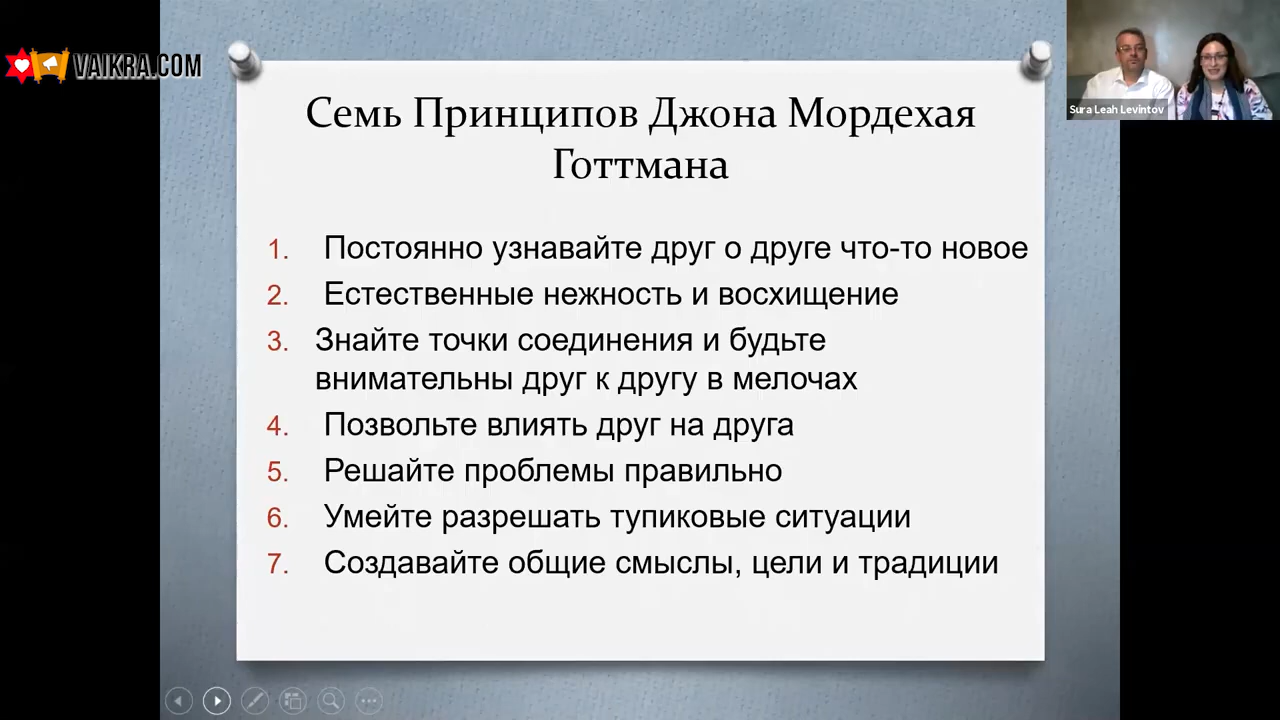 VAIKRA.COM
Sura Leah Levintov
Семь Принципов Джона Мордехая
Готтмана
1. Постоянно узнавайте друг о друге что-то новое
2. Естественные нежность и восхищение
3. Знайте точки соединения и будьте
внимательны друг к другу в мелочах
4. Позвольте влиять друг на друга
5. Решайте проблемы правильно
6. Умейте разрешать тупиковые ситуации
7. Создавайте общие смыслы, цели и традиции